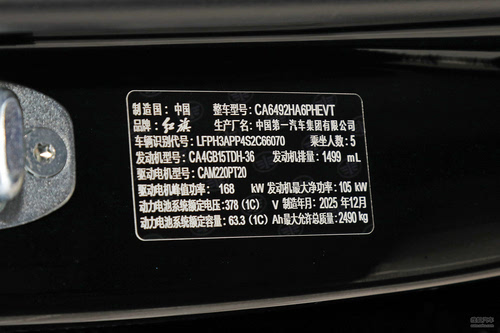 制造国：中国 整车型号：CA6492HA6PHEVT
品牌：红旗 生产厂名：中国第一汽车集团有限公司
车辆识别代号：LFPH3APP4S2C66070 乘坐人数：5
发动机型号：CA4GB15TDH-36 发动机排量：1499 mL
驱动电机型号：CAM220PT20
驱动电机峰值功率：168 kW 发动机最大净功率：105 kW
动力电池系统额定电压：378 (1C) V 制造年月：2025 年12月
动力电池系统额定容量：63.3 (1C) Ah 最大允许总质量：2490 kg